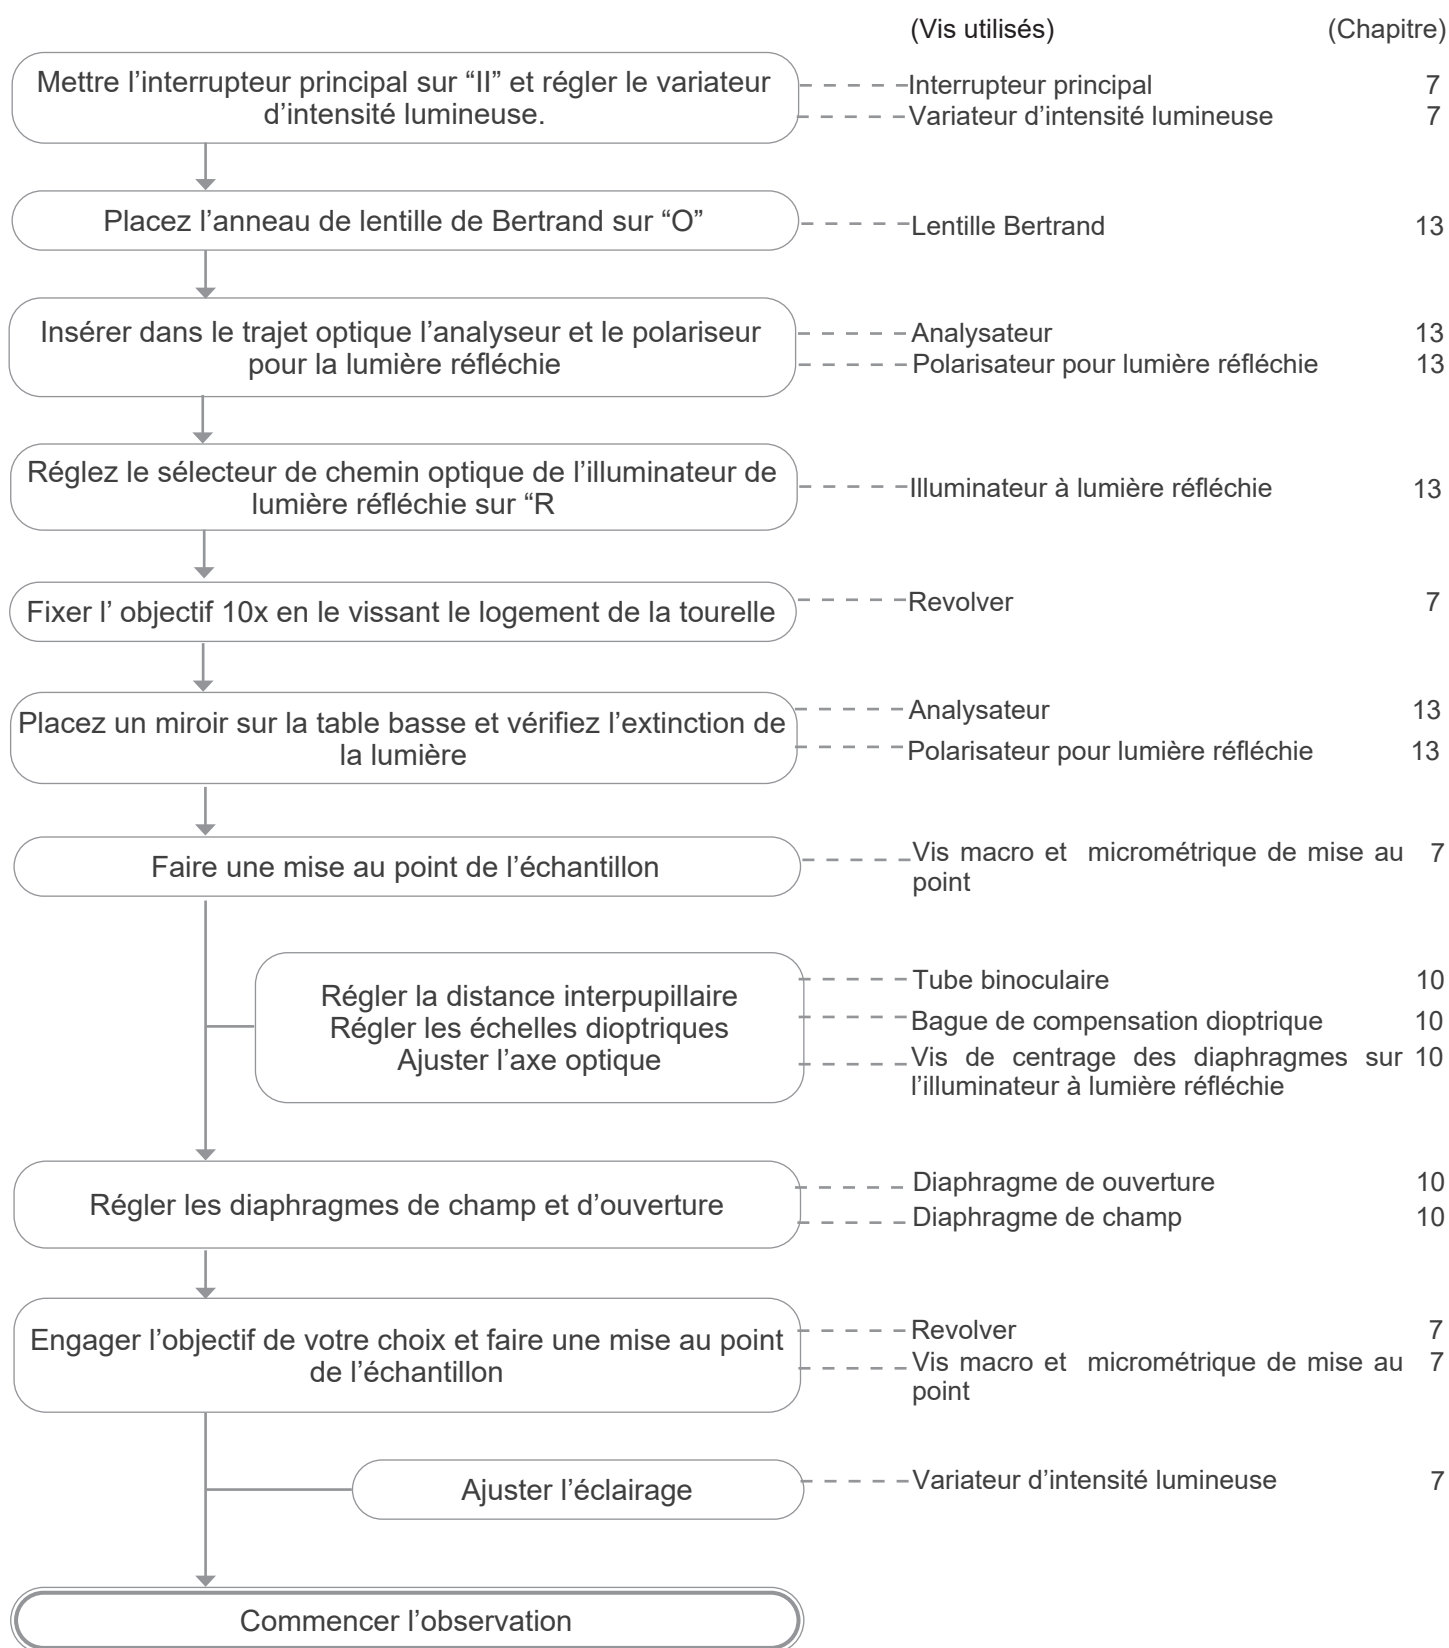 (Vis utilisés) (Chapitre)
Mettre l’interrupteur principal sur “II” et régler le variateur
d’intensité lumineuse.
Interrupteur principal 7
Variateur d’intensité lumineuse 7
Placez l’anneau de lentille de Bertrand sur “O”
Lentille Bertrand 13
Insérer dans le trajet optique l’analyseur et le polariseur
pour la lumière réfléchie
Analysateur 13
Polarisateur pour lumière réfléchie 13
Réglez le sélecteur de chemin optique de l’illuminateur de
lumière réfléchie sur “R
Illuminateur à lumière réfléchie 13
Fixer l’ objectif 10x en le vissant le logement de la tourelle
Revolver 7
Placez un miroir sur la table basse et vérifiez l’extinction de
la lumière
Analysateur 13
Polarisateur pour lumière réfléchie 13
Faire une mise au point de l’échantillon
Vis macro et micrométrique de mise au 7
point
Régler la distance interpupillaire
Régler les échelles dioptriques
Ajuster l’axe optique
Tube binoculaire 10
Bague de compensation dioptrique 10
Vis de centrage des diaphragmes sur 10
l’illuminateur à lumière réfléchie
Régler les diaphragmes de champ et d’ouverture
Diaphragme de ouverture 10
Diaphragme de champ 10
Engager l’objectif de votre choix et faire une mise au point
de l’échantillon
Revolver 7
Vis macro et micrométrique de mise au 7
point
Ajuster l’éclairage
Variateur d’intensité lumineuse 7
Commencer l’observation